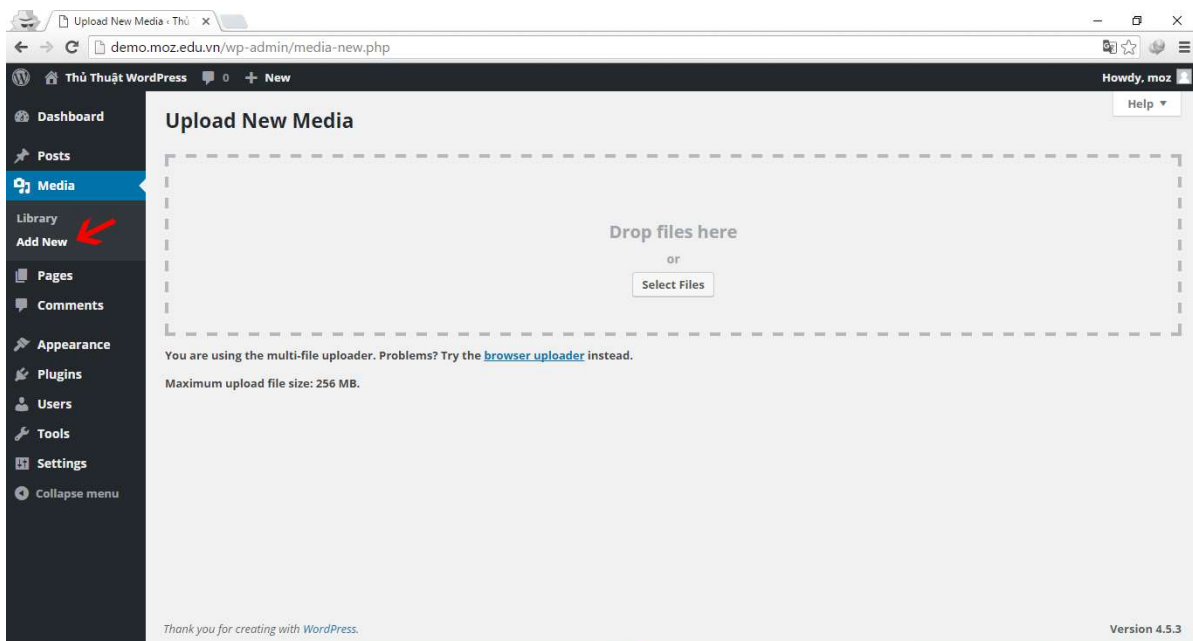 Upload New Media ‹ Thủ
demo.moz.edu.vn/wp-admin/media-new.php
Thủ Thuật WordPress 0 New Howdy, moz
Help
Dashboard
Posts
Media
Library
Add New
Pages
Comments
Appearance
Plugins
Users
Tools
Settings
Collapse menu
Upload New Media
Drop files here
or
Select Files
You are using the multi-file uploader. Problems? Try the browser uploader instead.
Maximum upload file size: 256 MB.
Thank you for creating with WordPress.
Version 4.5.3